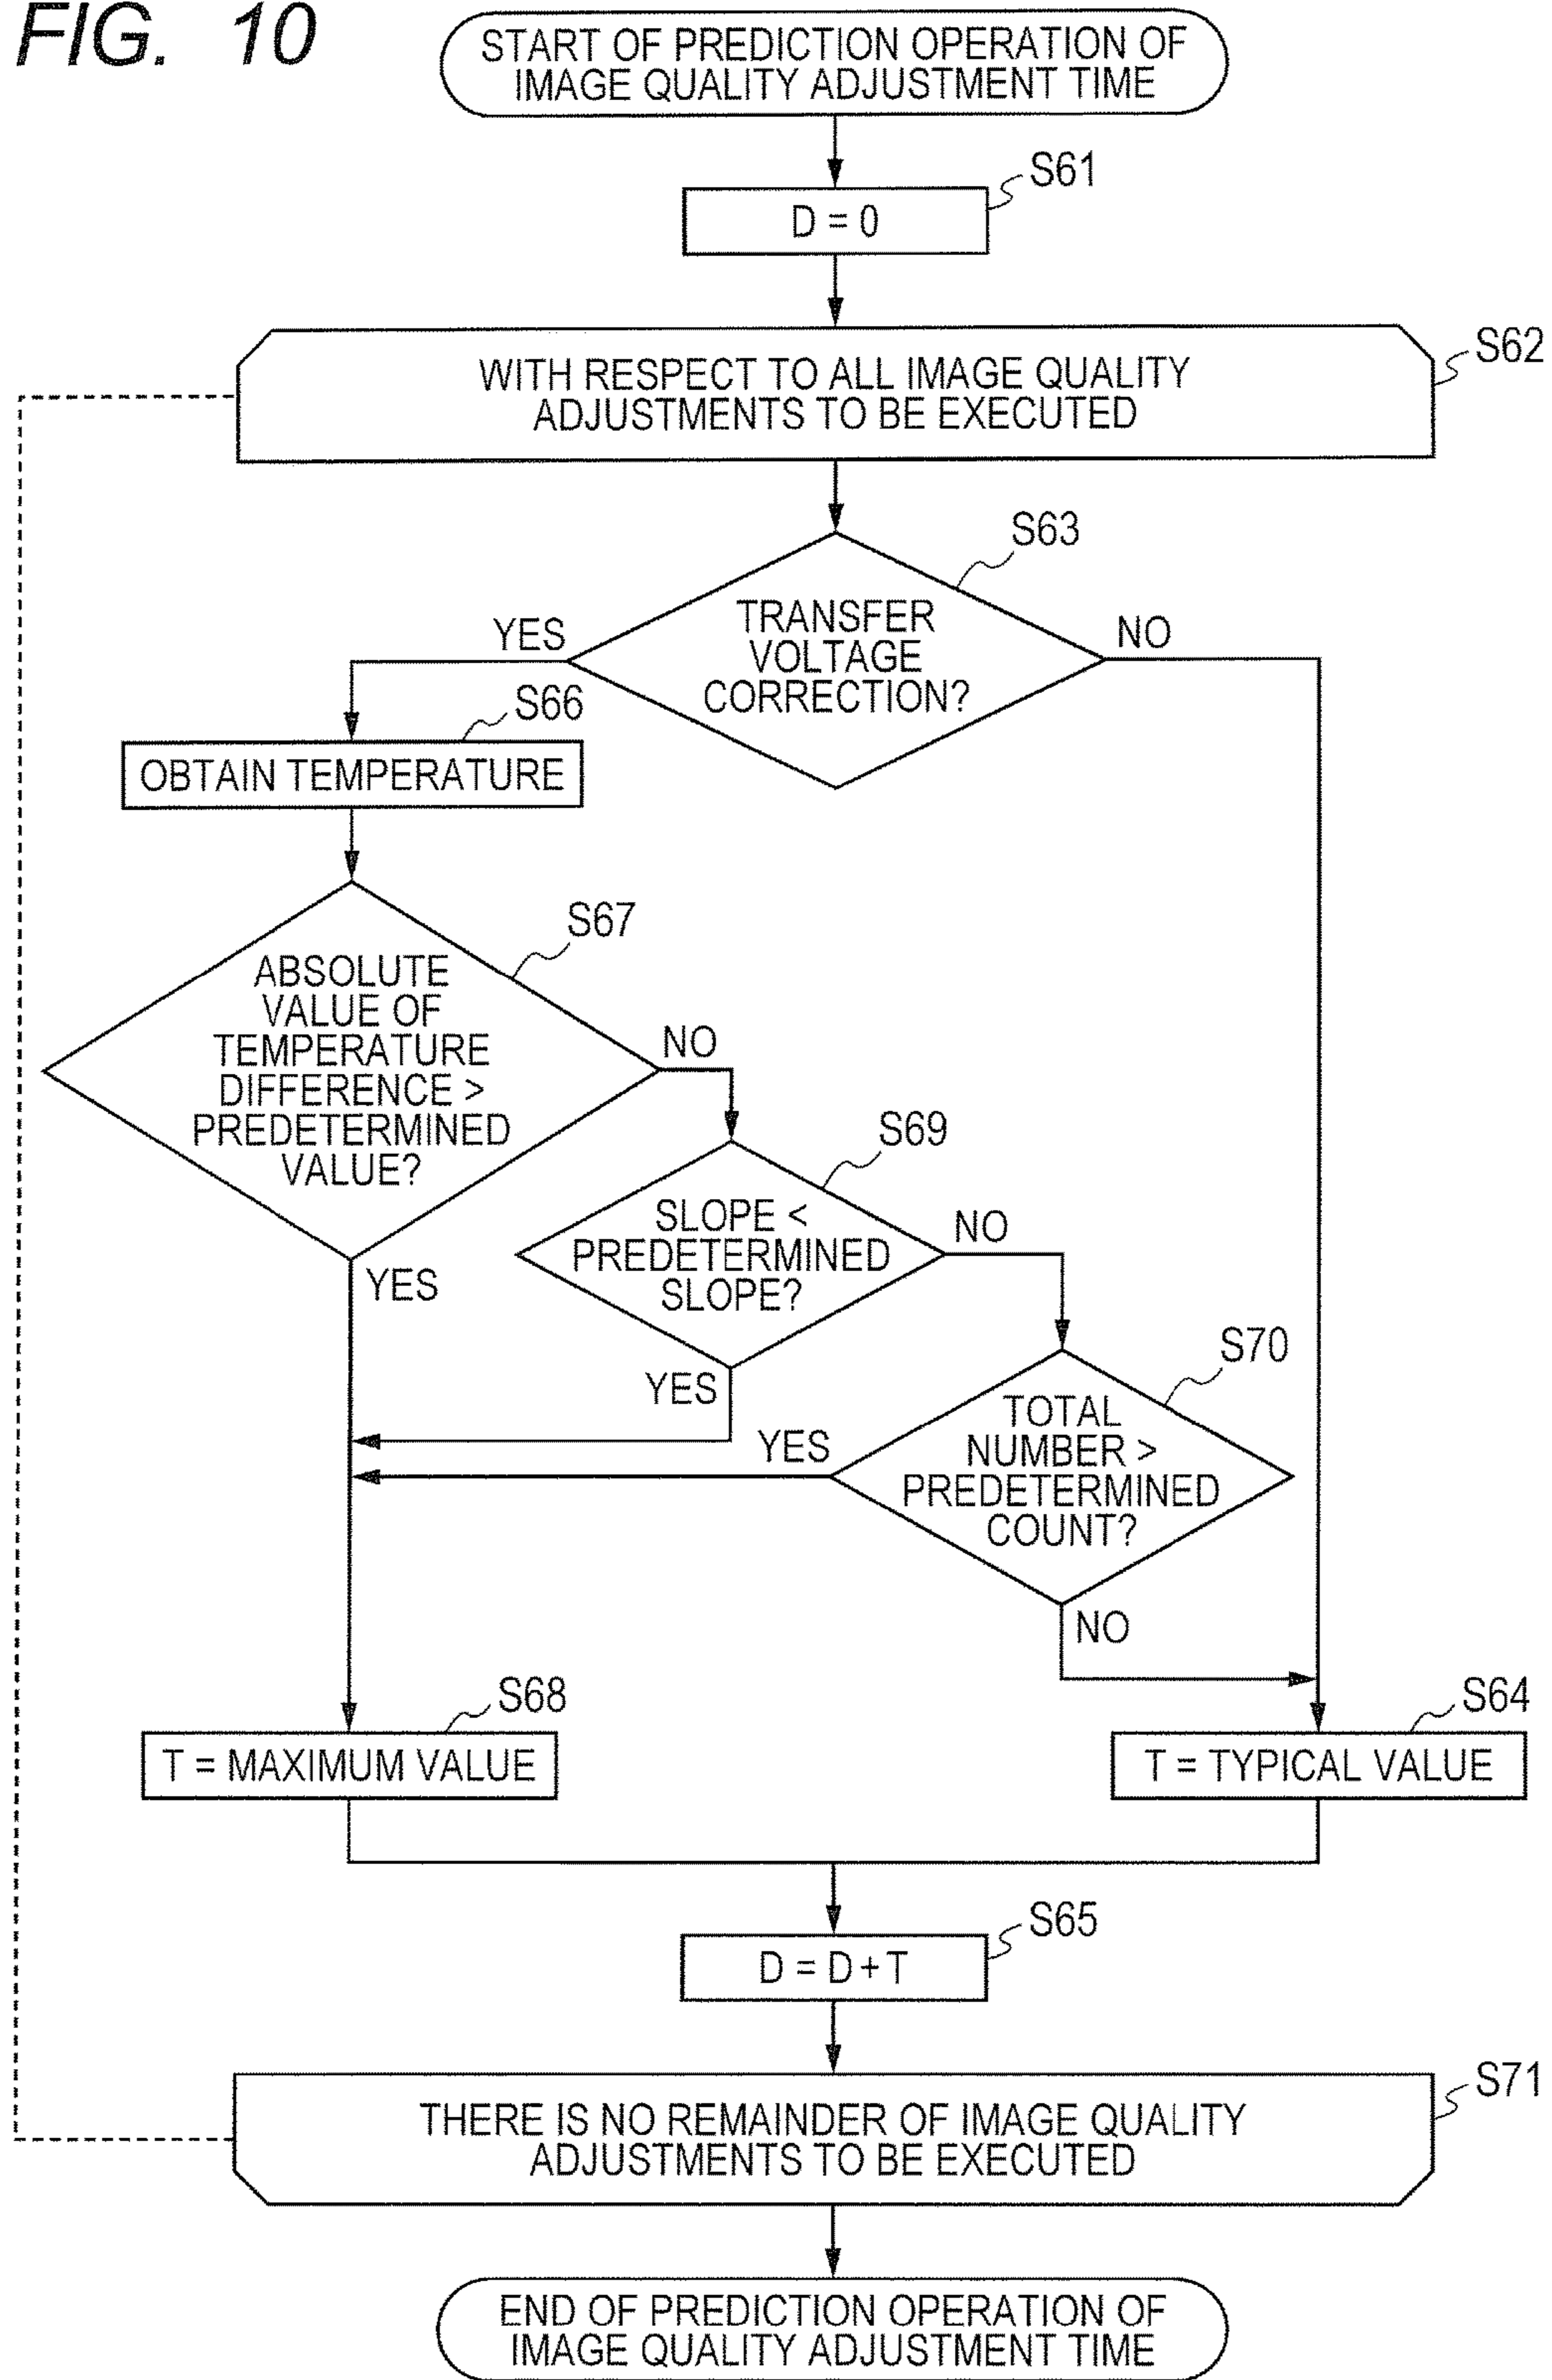 FIG. 10
START OF PREDICTION OPERATION OF
IMAGE QUALITY ADJUSTMENT TIME
S61
D = 0
S62
WITH RESPECT TO ALL IMAGE QUALITY
ADJUSTMENTS TO BE EXECUTED
S63
TRANSFER
VOLTAGE
CORRECTION?
YES
NO
S66
OBTAIN TEMPERATURE
S67
ABSOLUTE
VALUE OF
TEMPERATURE
DIFFERENCE >
PREDETERMINED
VALUE?
NO
YES
S69
SLOPE <
PREDETERMINED
SLOPE?
NO
YES
S70
TOTAL
NUMBER >
PREDETERMINED
COUNT?
YES
NO
S68
T = MAXIMUM VALUE
S64
T = TYPICAL VALUE
S65
D = D + T
S71
THERE IS NO REMAINDER OF IMAGE QUALITY
ADJUSTMENTS TO BE EXECUTED
END OF PREDICTION OPERATION OF
IMAGE QUALITY ADJUSTMENT TIME